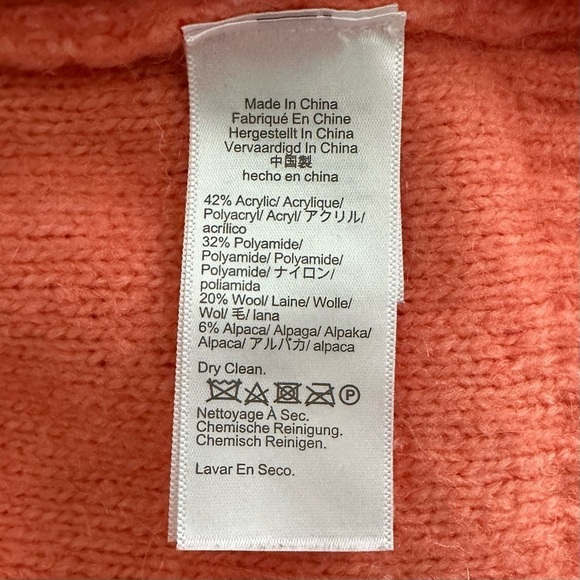 Made In China
Fabriqué En Chine
Hergestellt In China
Vervaardigd In China
中国製
hecho en china
42% Acrylic/ Acrylique/
Polyacryl/ Acryl/ アクリル/
acrílico
32% Polyamide/
Polyamide/ Polyamide/
Polyamide/ ナイロン/
poliamida
20% Wool/ Laine/ Wolle/
Wol/ 毛/ lana
6% Alpaca/ Alpaga/ Alpaka/
Alpaca/ アルパカ/ alpaca
Dry Clean.
P
Nettoyage À Sec.
Chemische Reinigung.
Chemisch Reinigen.
Lavar En Seco.